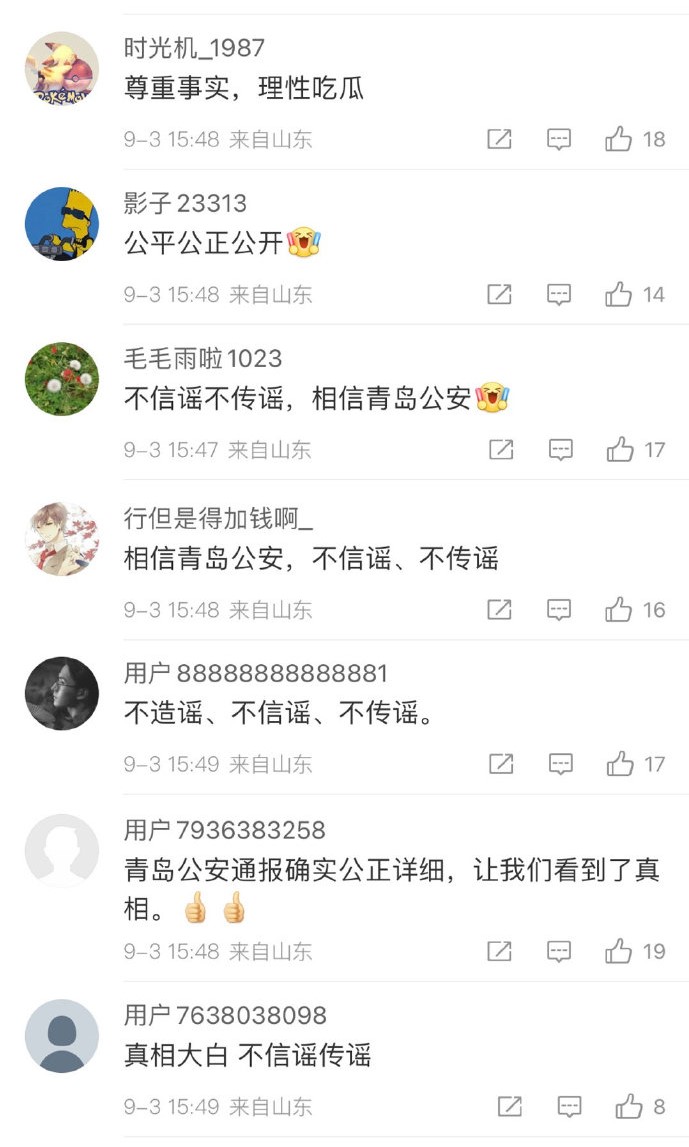 时光机_1987
尊重事实，理性吃瓜
9-3 15:48 来自山东
18
影子23313
公平公正公开
9-3 15:48 来自山东
14
毛毛雨啦1023
不信谣不传谣，相信青岛公安
9-3 15:47 来自山东
17
行但是得加钱啊_
相信青岛公安，不信谣、不传谣
9-3 15:48 来自山东
16
用户88888888888881
不造谣、不信谣、不传谣。
9-3 15:49 来自山东
17
用户7936383258
青岛公安通报确实公正详细，让我们看到了真
相。👍👍
9-3 15:48 来自山东
19
用户7638038098
真相大白 不信谣传谣
9-3 15:49 来自山东
8